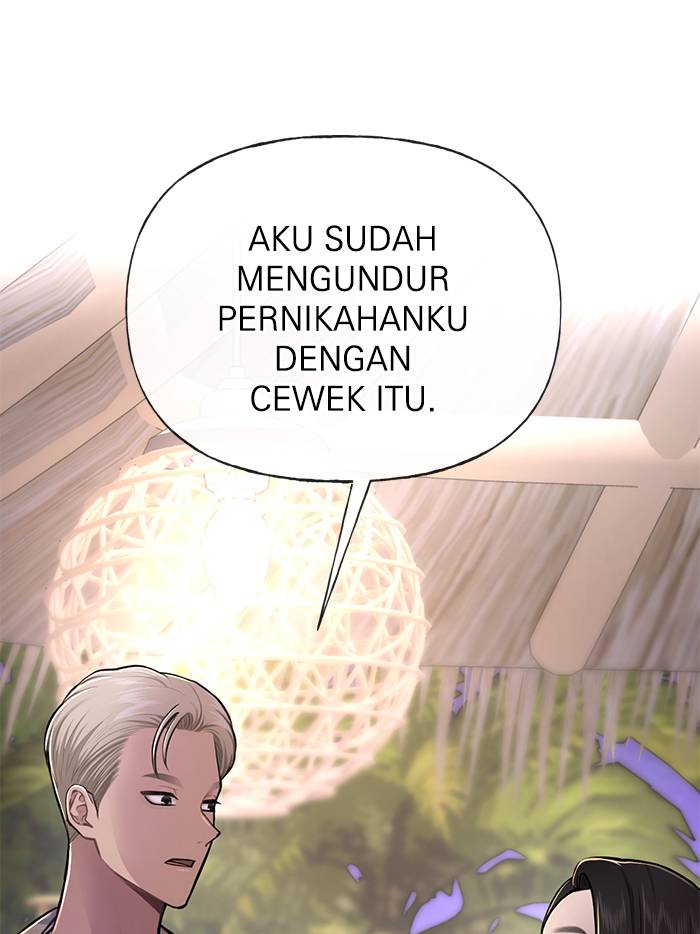 AKU SUDAH
MENGUNDUR
PERNIKAHANKU
DENGAN
CEWEK ITU.